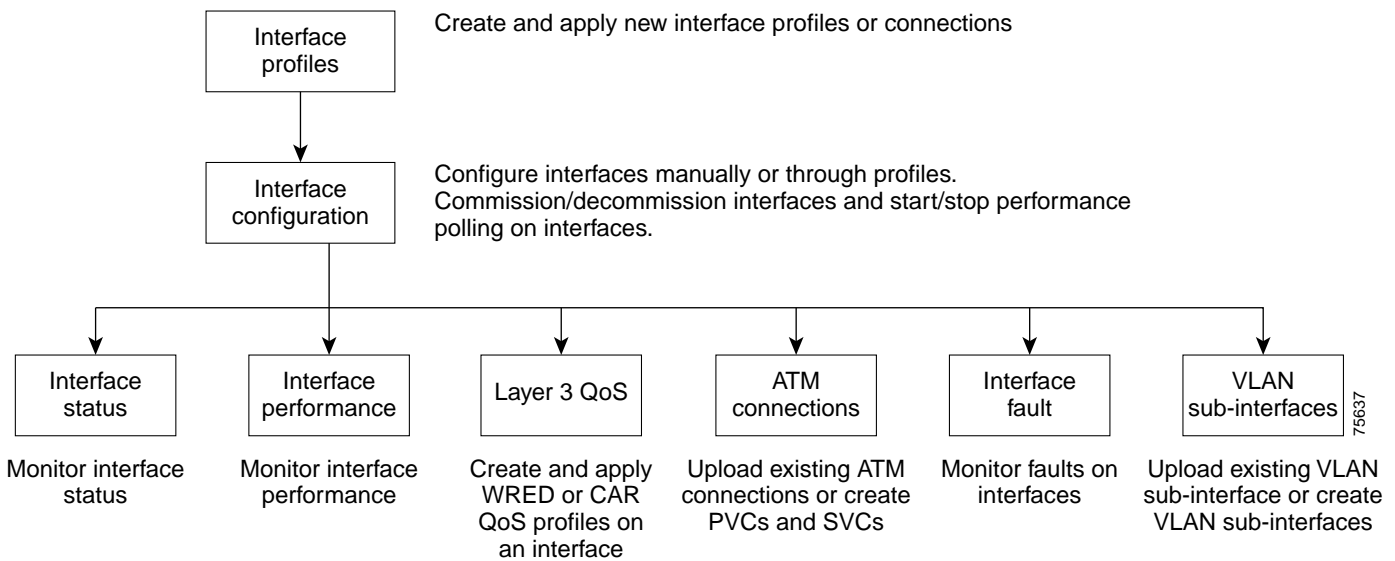 Interface
profiles
Create and apply new interface profiles or connections
Interface
configuration
Configure interfaces manually or through profiles.
Commission/decommission interfaces and start/stop performance
polling on interfaces.
Interface
status
Interface
performance
Layer 3 QoS
ATM
connections
Interface
fault
VLAN
sub-interfaces
75637
Monitor interface
status
Monitor interface
performance
Create and apply
WRED or CAR
QoS profiles on
an interface
Upload existing ATM
connections or create
PVCs and SVCs
Monitor faults on
interfaces
Upload existing VLAN
sub-interface or create
VLAN sub-interfaces